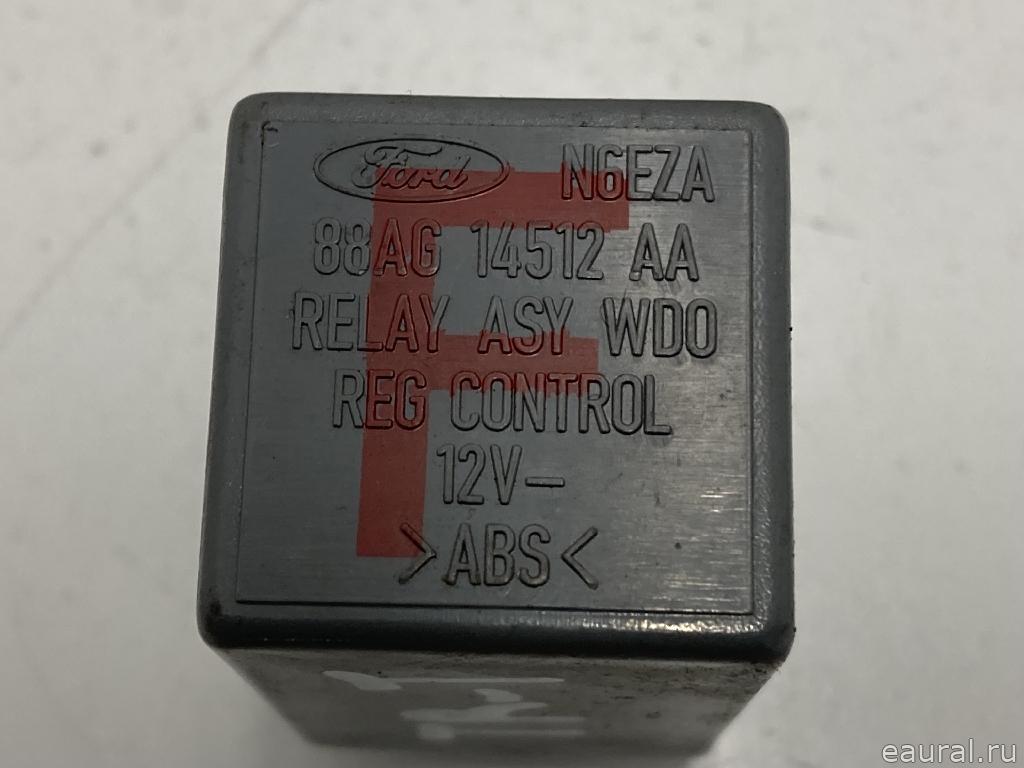 Ford N6EZA
88AG 14512 AA
RELAY ASY WDO
REG CONTROL
12V-
>ABS<
F
eaural.ru